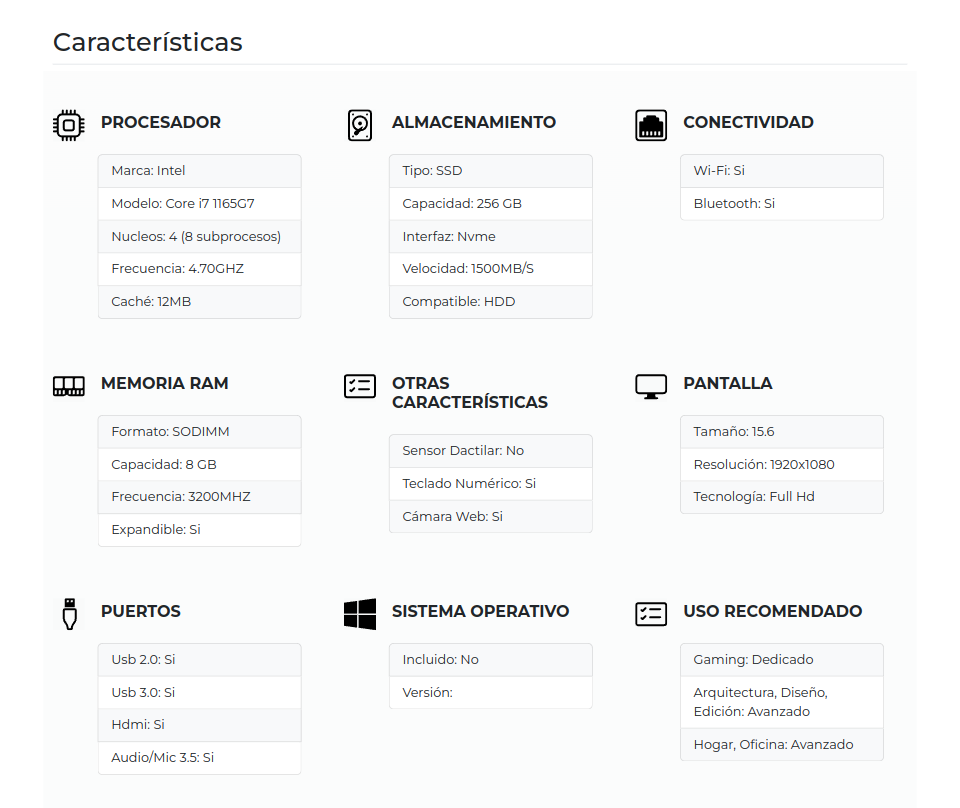 Características
PROCESADOR
Marca: Intel
Modelo: Core i7 1165G7
Nucleos: 4 (8 subprocesos)
Frecuencia: 4.70GHZ
Caché: 12MB
ALMACENAMIENTO
Tipo: SSD
Capacidad: 256 GB
Interfaz: Nvme
Velocidad: 1500MB/S
Compatible: HDD
CONECTIVIDAD
Wi-Fi: Si
Bluetooth: Si
MEMORIA RAM
Formato: SODIMM
Capacidad: 8 GB
Frecuencia: 3200MHZ
Expandible: Si
OTRAS
CARACTERÍSTICAS
Sensor Dactilar: No
Teclado Numérico: Si
Cámara Web: Si
PANTALLA
Tamaño: 15.6
Resolución: 1920x1080
Tecnología: Full Hd
PUERTOS
Usb 2.0: Si
Usb 3.0: Si
Hdmi: Si
Audio/Mic 3.5: Si
SISTEMA OPERATIVO
Incluido: No
Versión:
USO RECOMENDADO
Gaming: Dedicado
Arquitectura, Diseño,
Edición: Avanzado
Hogar, Oficina: Avanzado